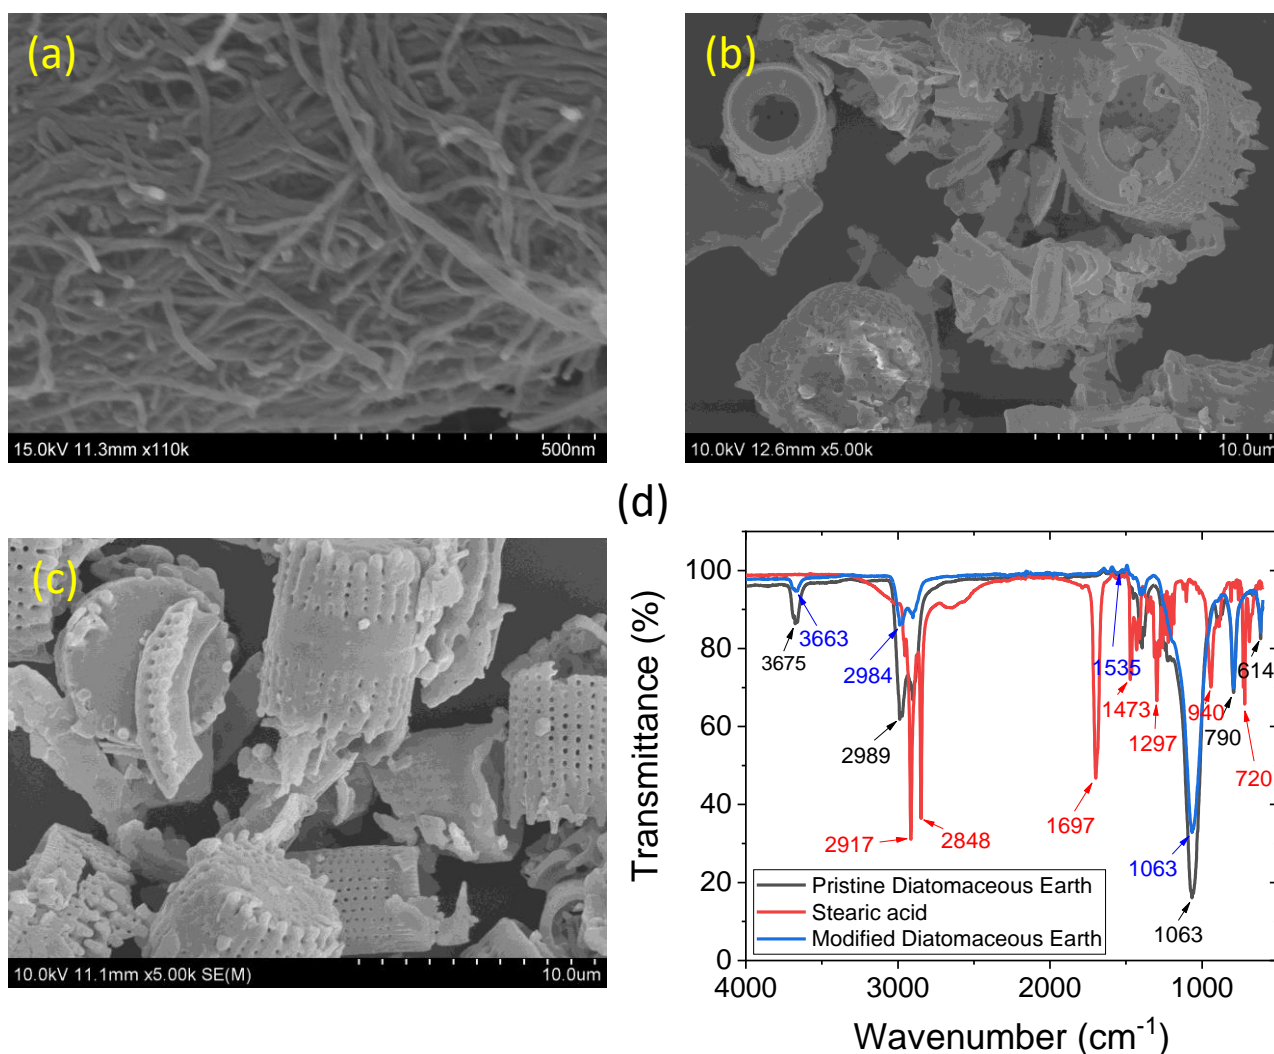 (a)
15.0kV 11.3mm x110k 500nm
(b)
10.0kV 12.6mm x5.00k 10.0um
(c)
10.0kV 11.1mm x5.00k SE(M) 10.0um
(d)
Transmittance (%)
100
80
60
40
20
0
3675
3663
2984
2989
2917
2848
1697
1535
1473
1297
1063
1063
940
790
720
614
Pristine Diatomaceous Earth
Stearic acid
Modified Diatomaceous Earth
4000 3000 2000 1000
Wavenumber (cm⁻¹)